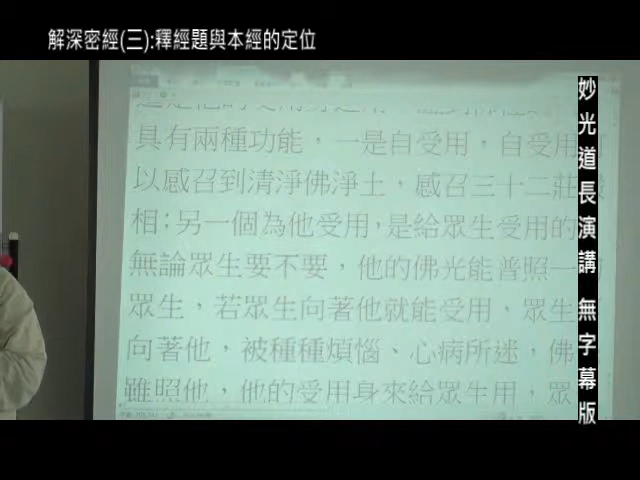 解深密經(三):釋經題與本經的定位
具有兩種功能，一是自受用，自受用
以感召到清淨佛淨土，感召三十二莊
相；另一個為他受用，是給眾生受用的
無論眾生要不要，他的佛光能普照一
眾生，若眾生向著他就能受用、眾生
向著他，被種種煩惱、心病所迷，佛
雖照他，他的受用身來給眾生用，眾
妙光道長演講 無字幕版